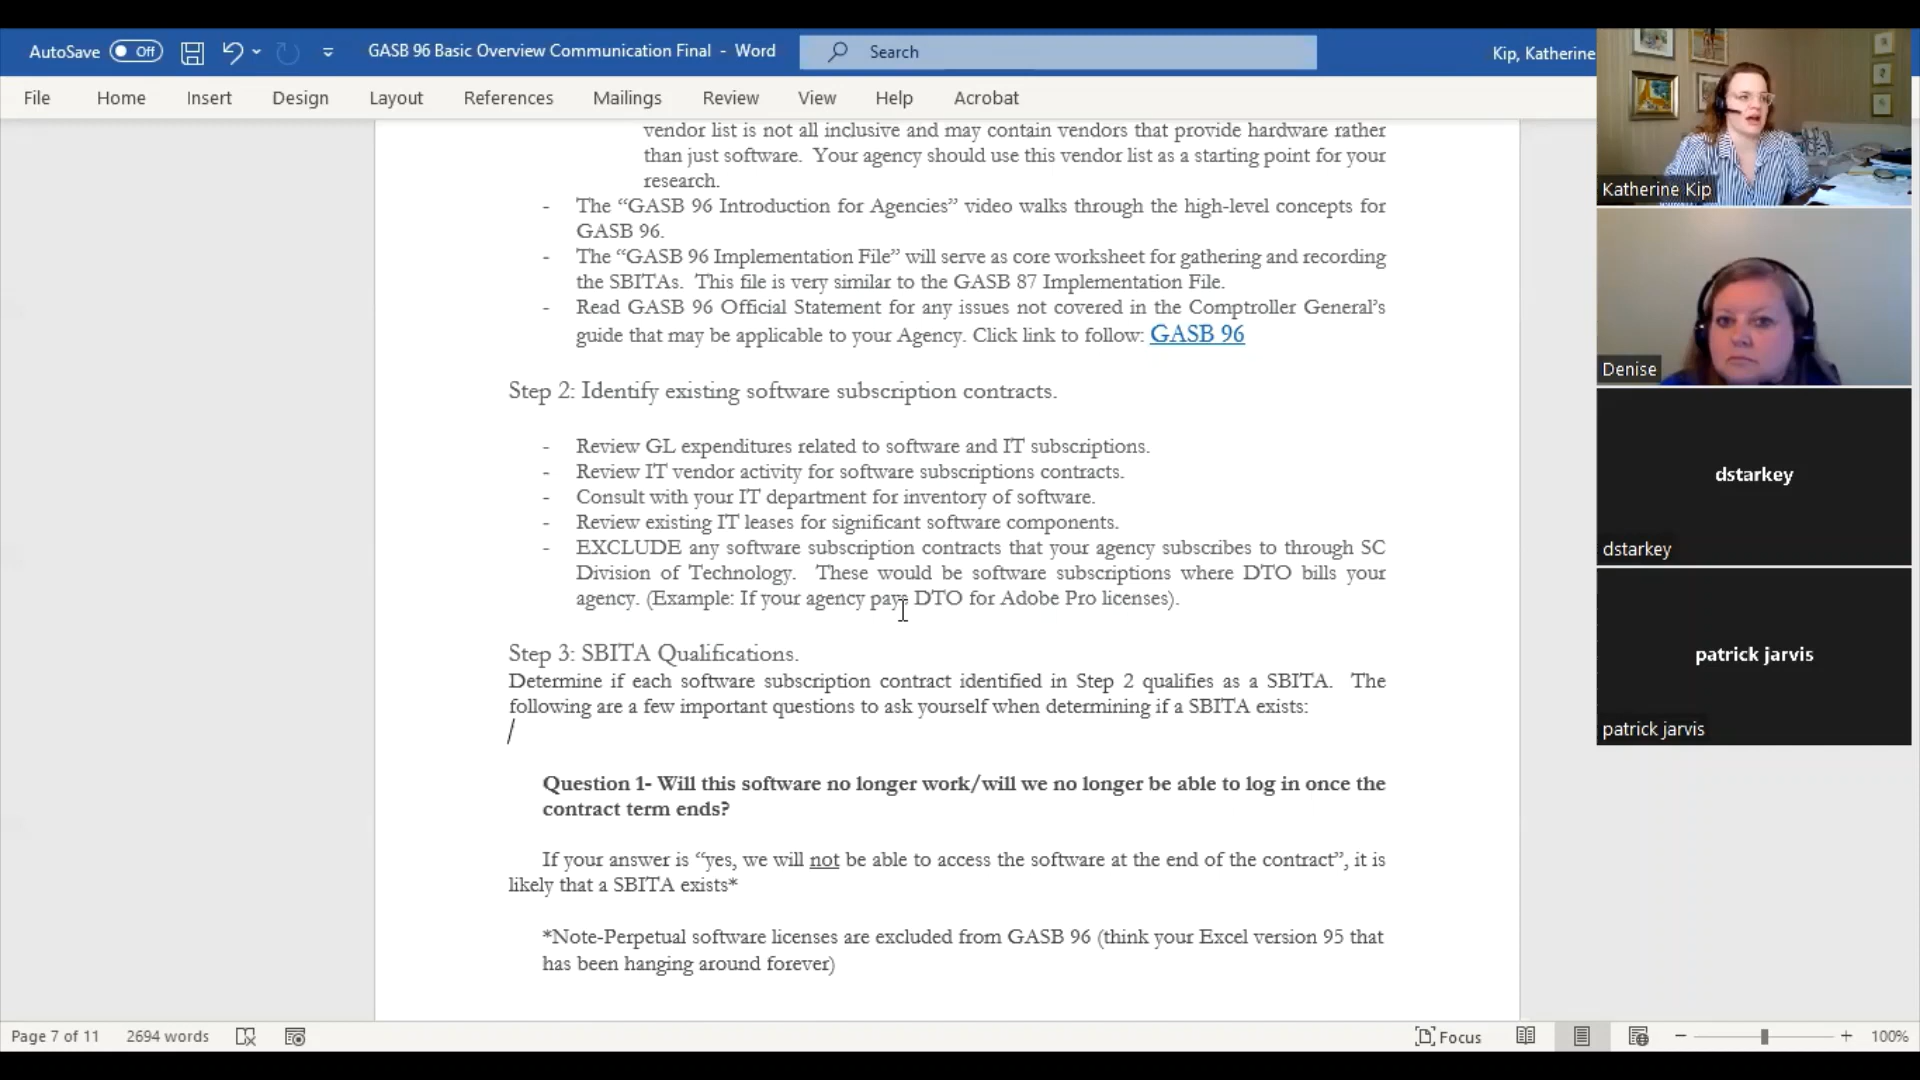 AutoSave Off GASB 96 Basic Overview Communication Final - Word Search Kip, Katherine
File Home Insert Design Layout References Mailings Review View Help Acrobat
vendor list is not all inclusive and may contain vendors that provide hardware rather
than just software. Your agency should use this vendor list as a starting point for your
research.
- The “GASB 96 Introduction for Agencies” video walks through the high-level concepts for
GASB 96.
- The “GASB 96 Implementation File” will serve as core worksheet for gathering and recording
the SBITAs. This file is very similar to the GASB 87 Implementation File.
- Read GASB 96 Official Statement for any issues not covered in the Comptroller General’s
guide that may be applicable to your Agency. Click link to follow: GASB 96
Step 2: Identify existing software subscription contracts.
- Review GL expenditures related to software and IT subscriptions.
- Review IT vendor activity for software subscriptions contracts.
- Consult with your IT department for inventory of software.
- Review existing IT leases for significant software components.
- EXCLUDE any software subscription contracts that your agency subscribes to through SC
Division of Technology. These would be software subscriptions where DTO bills your
agency. (Example: If your agency pays DTO for Adobe Pro licenses).
Step 3: SBITA Qualifications.
Determine if each software subscription contract identified in Step 2 qualifies as a SBITA. The
following are a few important questions to ask yourself when determining if a SBITA exists:
/
Question 1- Will this software no longer work/will we no longer be able to log in once the
contract term ends?
If your answer is “yes, we will not be able to access the software at the end of the contract”, it is
likely that a SBITA exists*
*Note-Perpetual software licenses are excluded from GASB 96 (think your Excel version 95 that
has been hanging around forever)
Page 7 of 11 2694 words Focus 100%
Katherine Kip
Denise
dstarkey
dstarkey
patrick jarvis
patrick jarvis